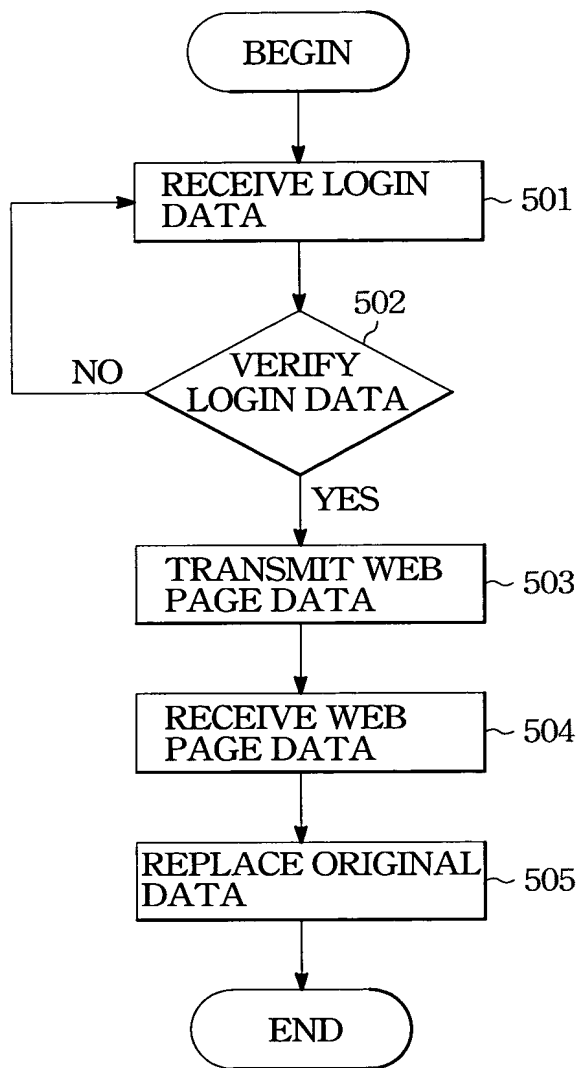 BEGIN
RECEIVE LOGIN
DATA
501
502
VERIFY
LOGIN DATA
NO
YES
TRANSMIT WEB
PAGE DATA
503
RECEIVE WEB
PAGE DATA
504
REPLACE ORIGINAL
DATA
505
END